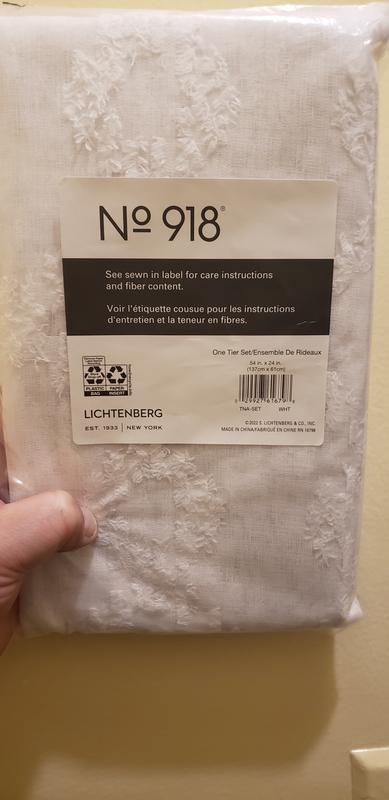 Nº 918®
See sewn in label for care instructions
and fiber content.
Voir l'étiquette cousue pour les instructions
d'entretien et la teneur en fibres.
One Tier Set/Ensemble De Rideaux
54 in. x 24 in.
(137cm x 61cm)
PLASTIC BAG
PAPER INSERT
0 29927 61679
TNA-SET WHT
LICHTENBERG
EST. 1933 | NEW YORK
©2022 S. LICHTENBERG & CO., INC.
MADE IN CHINA/FABRIQUÉ EN CHINE RN 16798